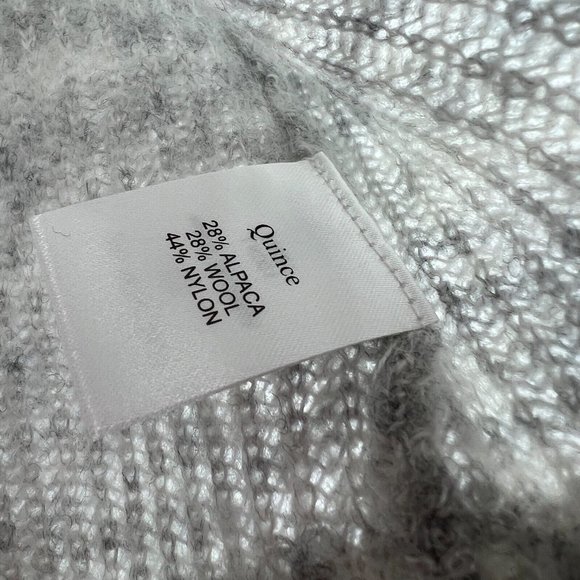 Quince
28% ALPACA
28% WOOL
44% NYLON